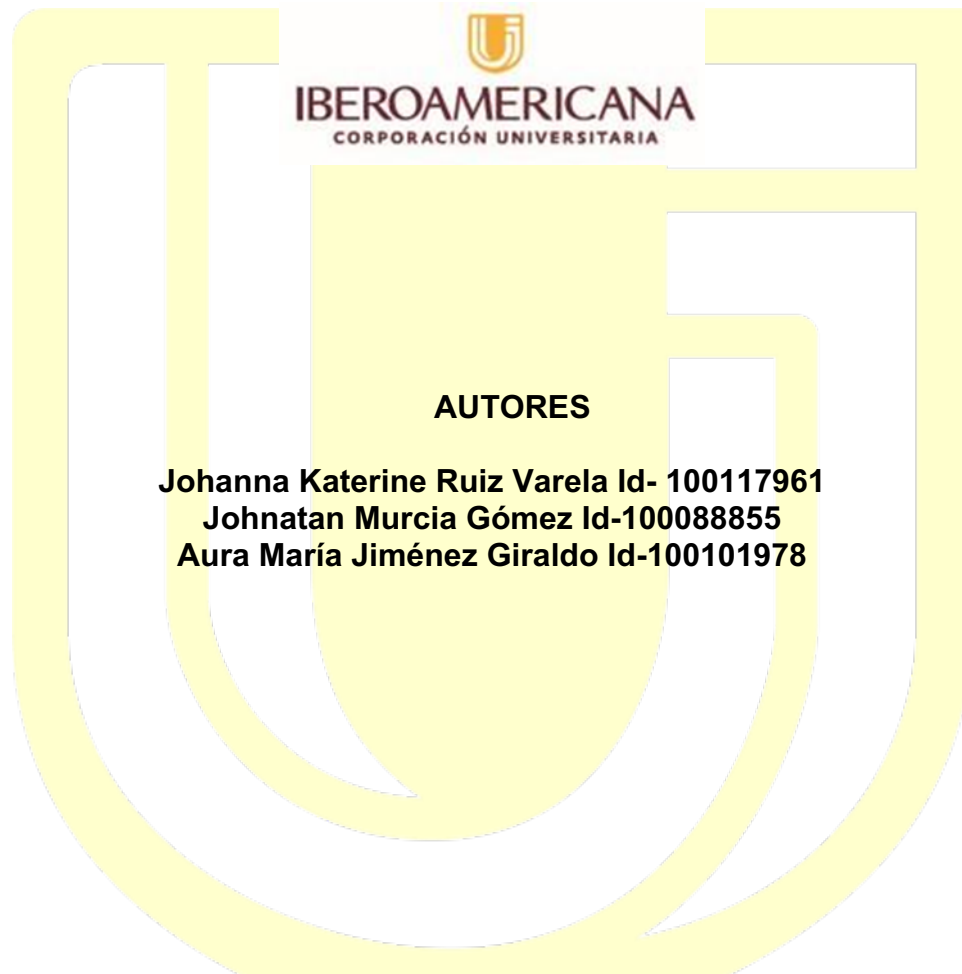 IBEROAMERICANA
CORPORACIÓN UNIVERSITARIA
AUTORES
Johanna Katerine Ruiz Varela Id- 100117961
Johnatan Murcia Gómez Id-100088855
Aura María Jiménez Giraldo Id-100101978